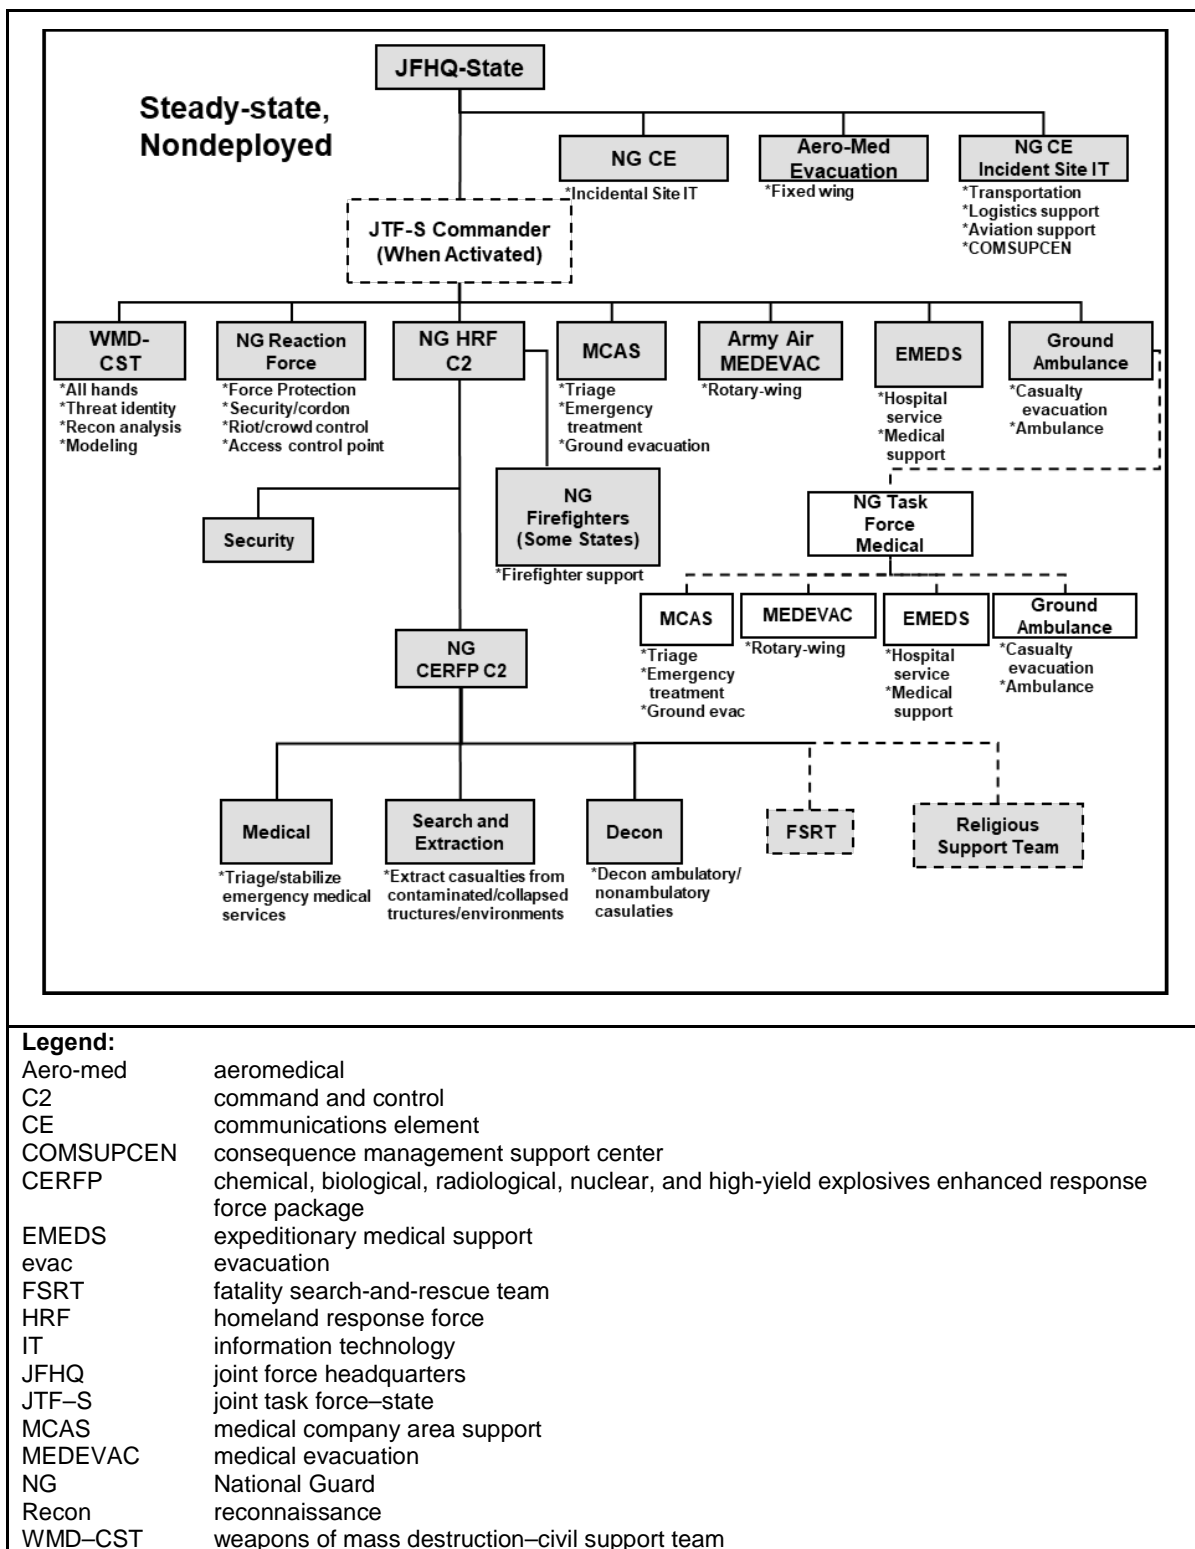 JFHQ-State
Steady-state,
Nondeployed
NG CE
*Incidental Site IT
Aero-Med
Evacuation
*Fixed wing
NG CE
Incident Site IT
*Transportation
*Logistics support
*Aviation support
*COMSUPCEN
JTF-S Commander
(When Activated)
WMD-
CST
*All hands
*Threat identity
*Recon analysis
*Modeling
NG Reaction
Force
*Force Protection
*Security/cordon
*Riot/crowd control
*Access control point
NG HRF
C2
MCAS
*Triage
*Emergency
treatment
*Ground evacuation
Army Air
MEDEVAC
*Rotary-wing
EMEDS
*Hospital
service
*Medical
support
Ground
Ambulance
*Casualty
evacuation
*Ambulance
Security
NG
Firefighters
(Some States)
*Firefighter support
NG Task
Force
Medical
MCAS
*Triage
*Emergency
treatment
*Ground evac
MEDEVAC
*Rotary-wing
EMEDS
*Hospital
service
*Medical
support
Ground
Ambulance
*Casualty
evacuation
*Ambulance
NG
CERFP C2
Medical
*Triage/stabilize
emergency medical
services
Search and
Extraction
*Extract casualties from
contaminated/collapsed
tructures/environments
Decon
*Decon ambulatory/
nonambulatory
casulaties
FSRT
Religious
Support Team
Legend:
Aero-med aeromedical
C2 command and control
CE communications element
COMSUPCEN consequence management support center
CERFP chemical, biological, radiological, nuclear, and high-yield explosives enhanced response
force package
EMEDS expeditionary medical support
evac evacuation
FSRT fatality search-and-rescue team
HRF homeland response force
IT information technology
JFHQ joint force headquarters
JTF–S joint task force–state
MCAS medical company area support
MEDEVAC medical evacuation
NG National Guard
Recon reconnaissance
WMD–CST weapons of mass destruction–civil support team